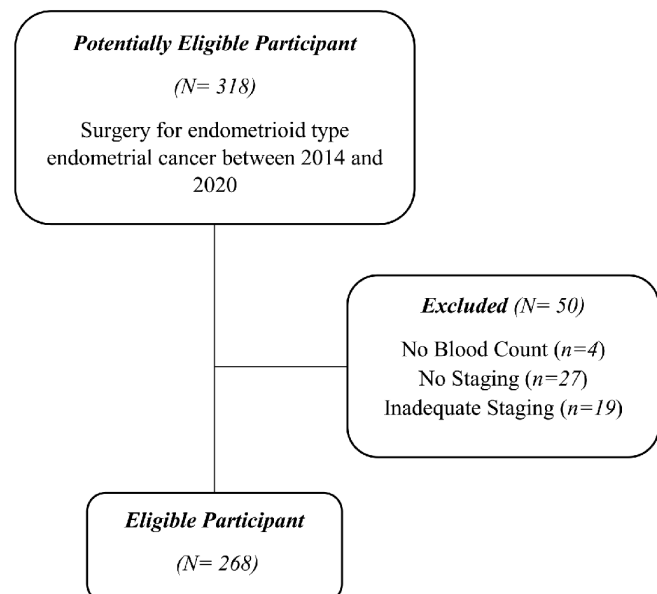 Potentially Eligible Participant
(N= 318)
Surgery for endometrioid type
endometrial cancer between 2014 and
2020
Excluded (N= 50)
No Blood Count (n=4)
No Staging (n=27)
Inadequate Staging (n=19)
Eligible Participant
(N= 268)